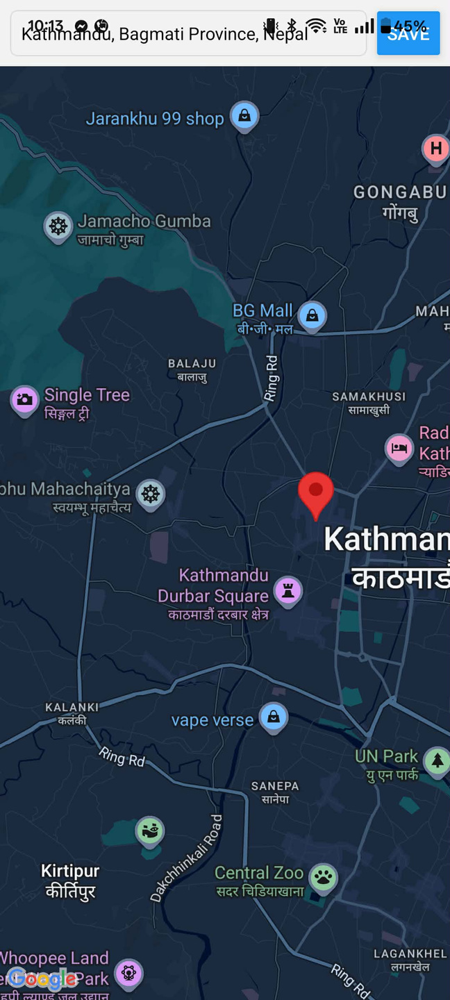 10:13
Vo LTE
45%
Kathmandu, Bagmati Province, Nepal
SAVE
Jarankhu 99 shop
H
GONGABU
गोंगबु
Jamacho Gumba
जामाचो गुम्बा
BG Mall
बी॰जी॰ मल
MAH
BALAJU
बालाजु
Ring Rd
Single Tree
सिङ्गल ट्री
SAMAKHUSI
सामाखुसी
Rad
Kath
bhu Mahachaitya
स्वयम्भू महाचैत्य
Kathman
काठमाडौं
Kathmandu
Durbar Square
काठमाडौं दरबार क्षेत्र
KALANKI
कलंकी
vape verse
Ring Rd
UN Park
यु एन पार्क
SANEPA
सानेपा
Dakchhinkali Road
Kirtipur
कीर्तिपुर
Central Zoo
सदर चिडियाखाना
Whoopee Land
Park
Google
LAGANKHEL
लगनखेल
Ring Rd